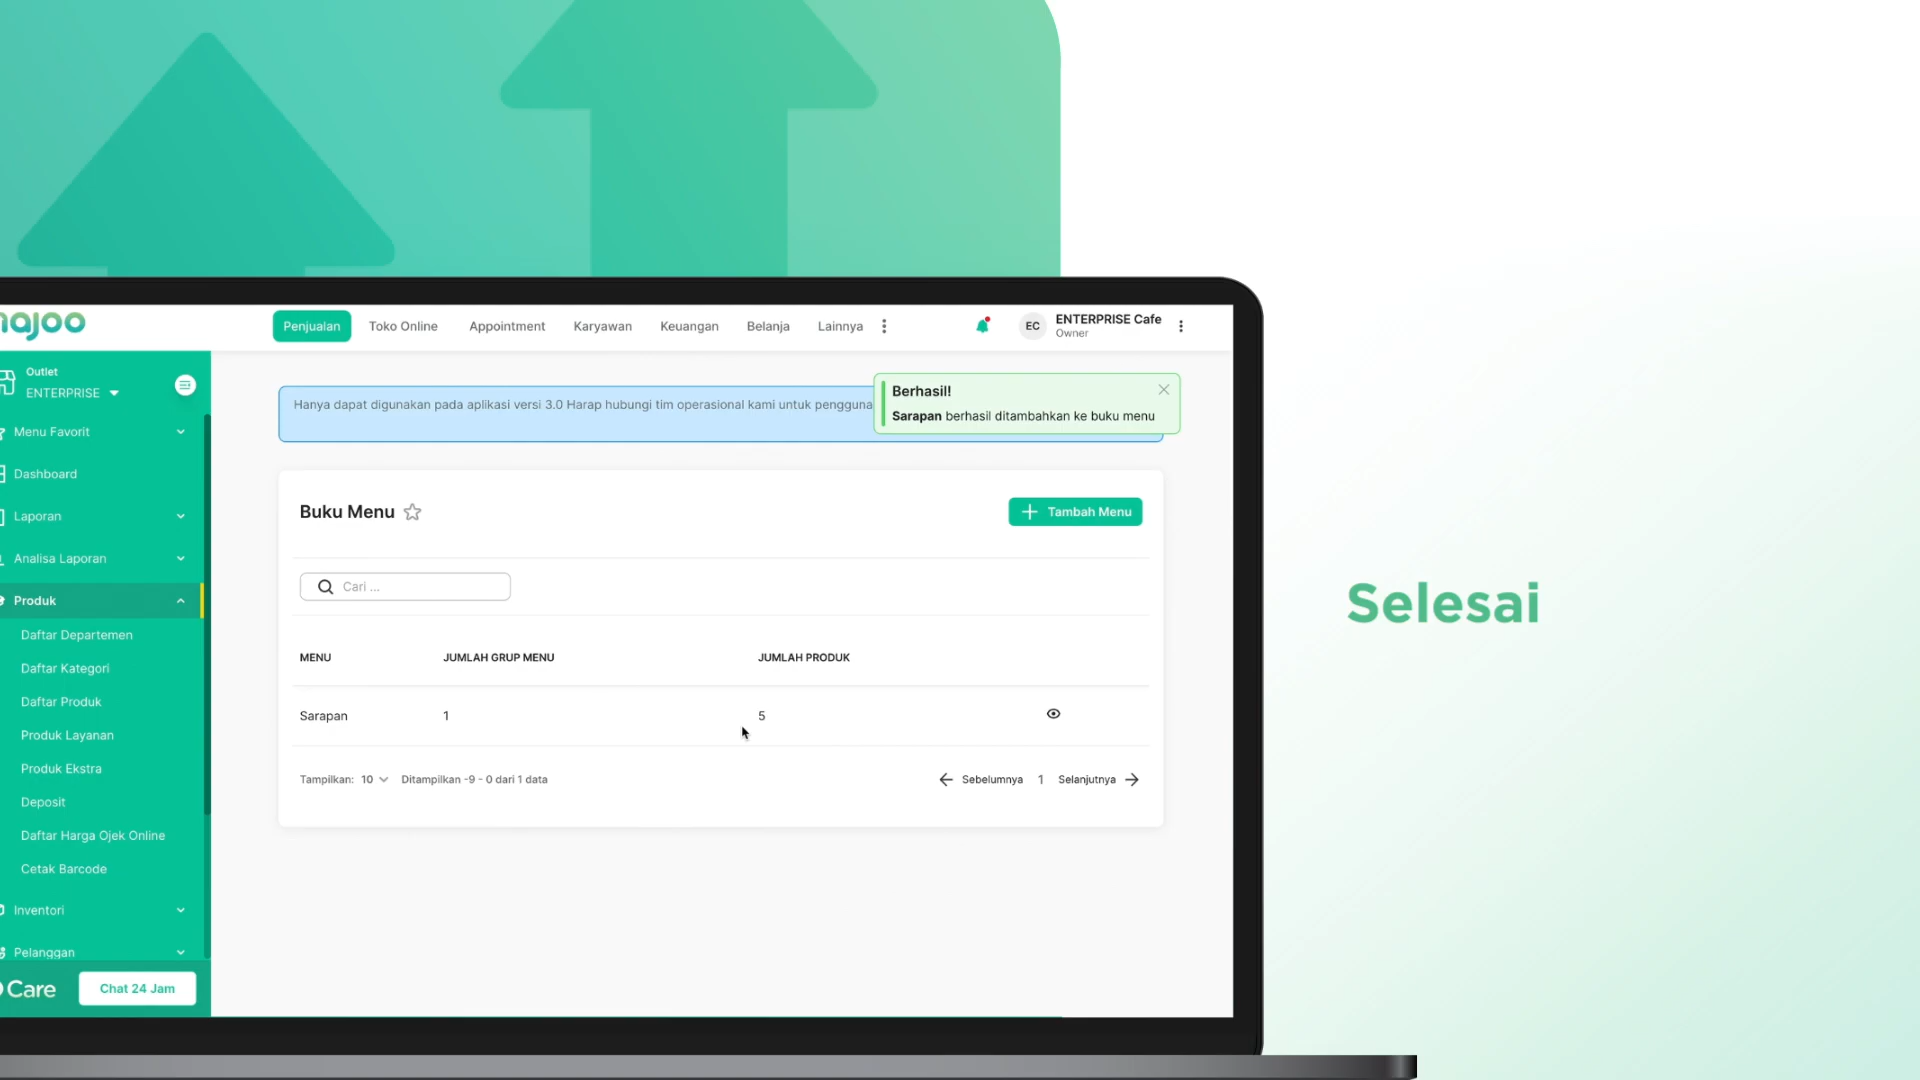 majoo
Penjualan Toko Online Appointment Karyawan Keuangan Belanja Lainnya
EC ENTERPRISE Cafe
Owner
Outlet
ENTERPRISE
Menu Favorit
Dashboard
Laporan
Analisa Laporan
Produk
Daftar Departemen
Daftar Kategori
Daftar Produk
Produk Layanan
Produk Ekstra
Deposit
Daftar Harga Ojek Online
Cetak Barcode
Inventori
Pelanggan
Care Chat 24 Jam
Hanya dapat digunakan pada aplikasi versi 3.0 Harap hubungi tim operasional kami untuk pengguna
Berhasil!
Sarapan berhasil ditambahkan ke buku menu
Buku Menu
Tambah Menu
Cari ...
MENU JUMLAH GRUP MENU JUMLAH PRODUK
Sarapan 1 5
Tampilkan: 10 Ditampilkan -9 - 0 dari 1 data
Sebelumnya 1 Selanjutnya
Selesai